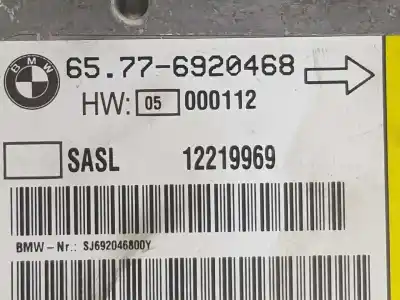 BMW
65.77-6920468
HW: 05 000112
SASL 12219969
BMW-Nr.: SJ692046800Y